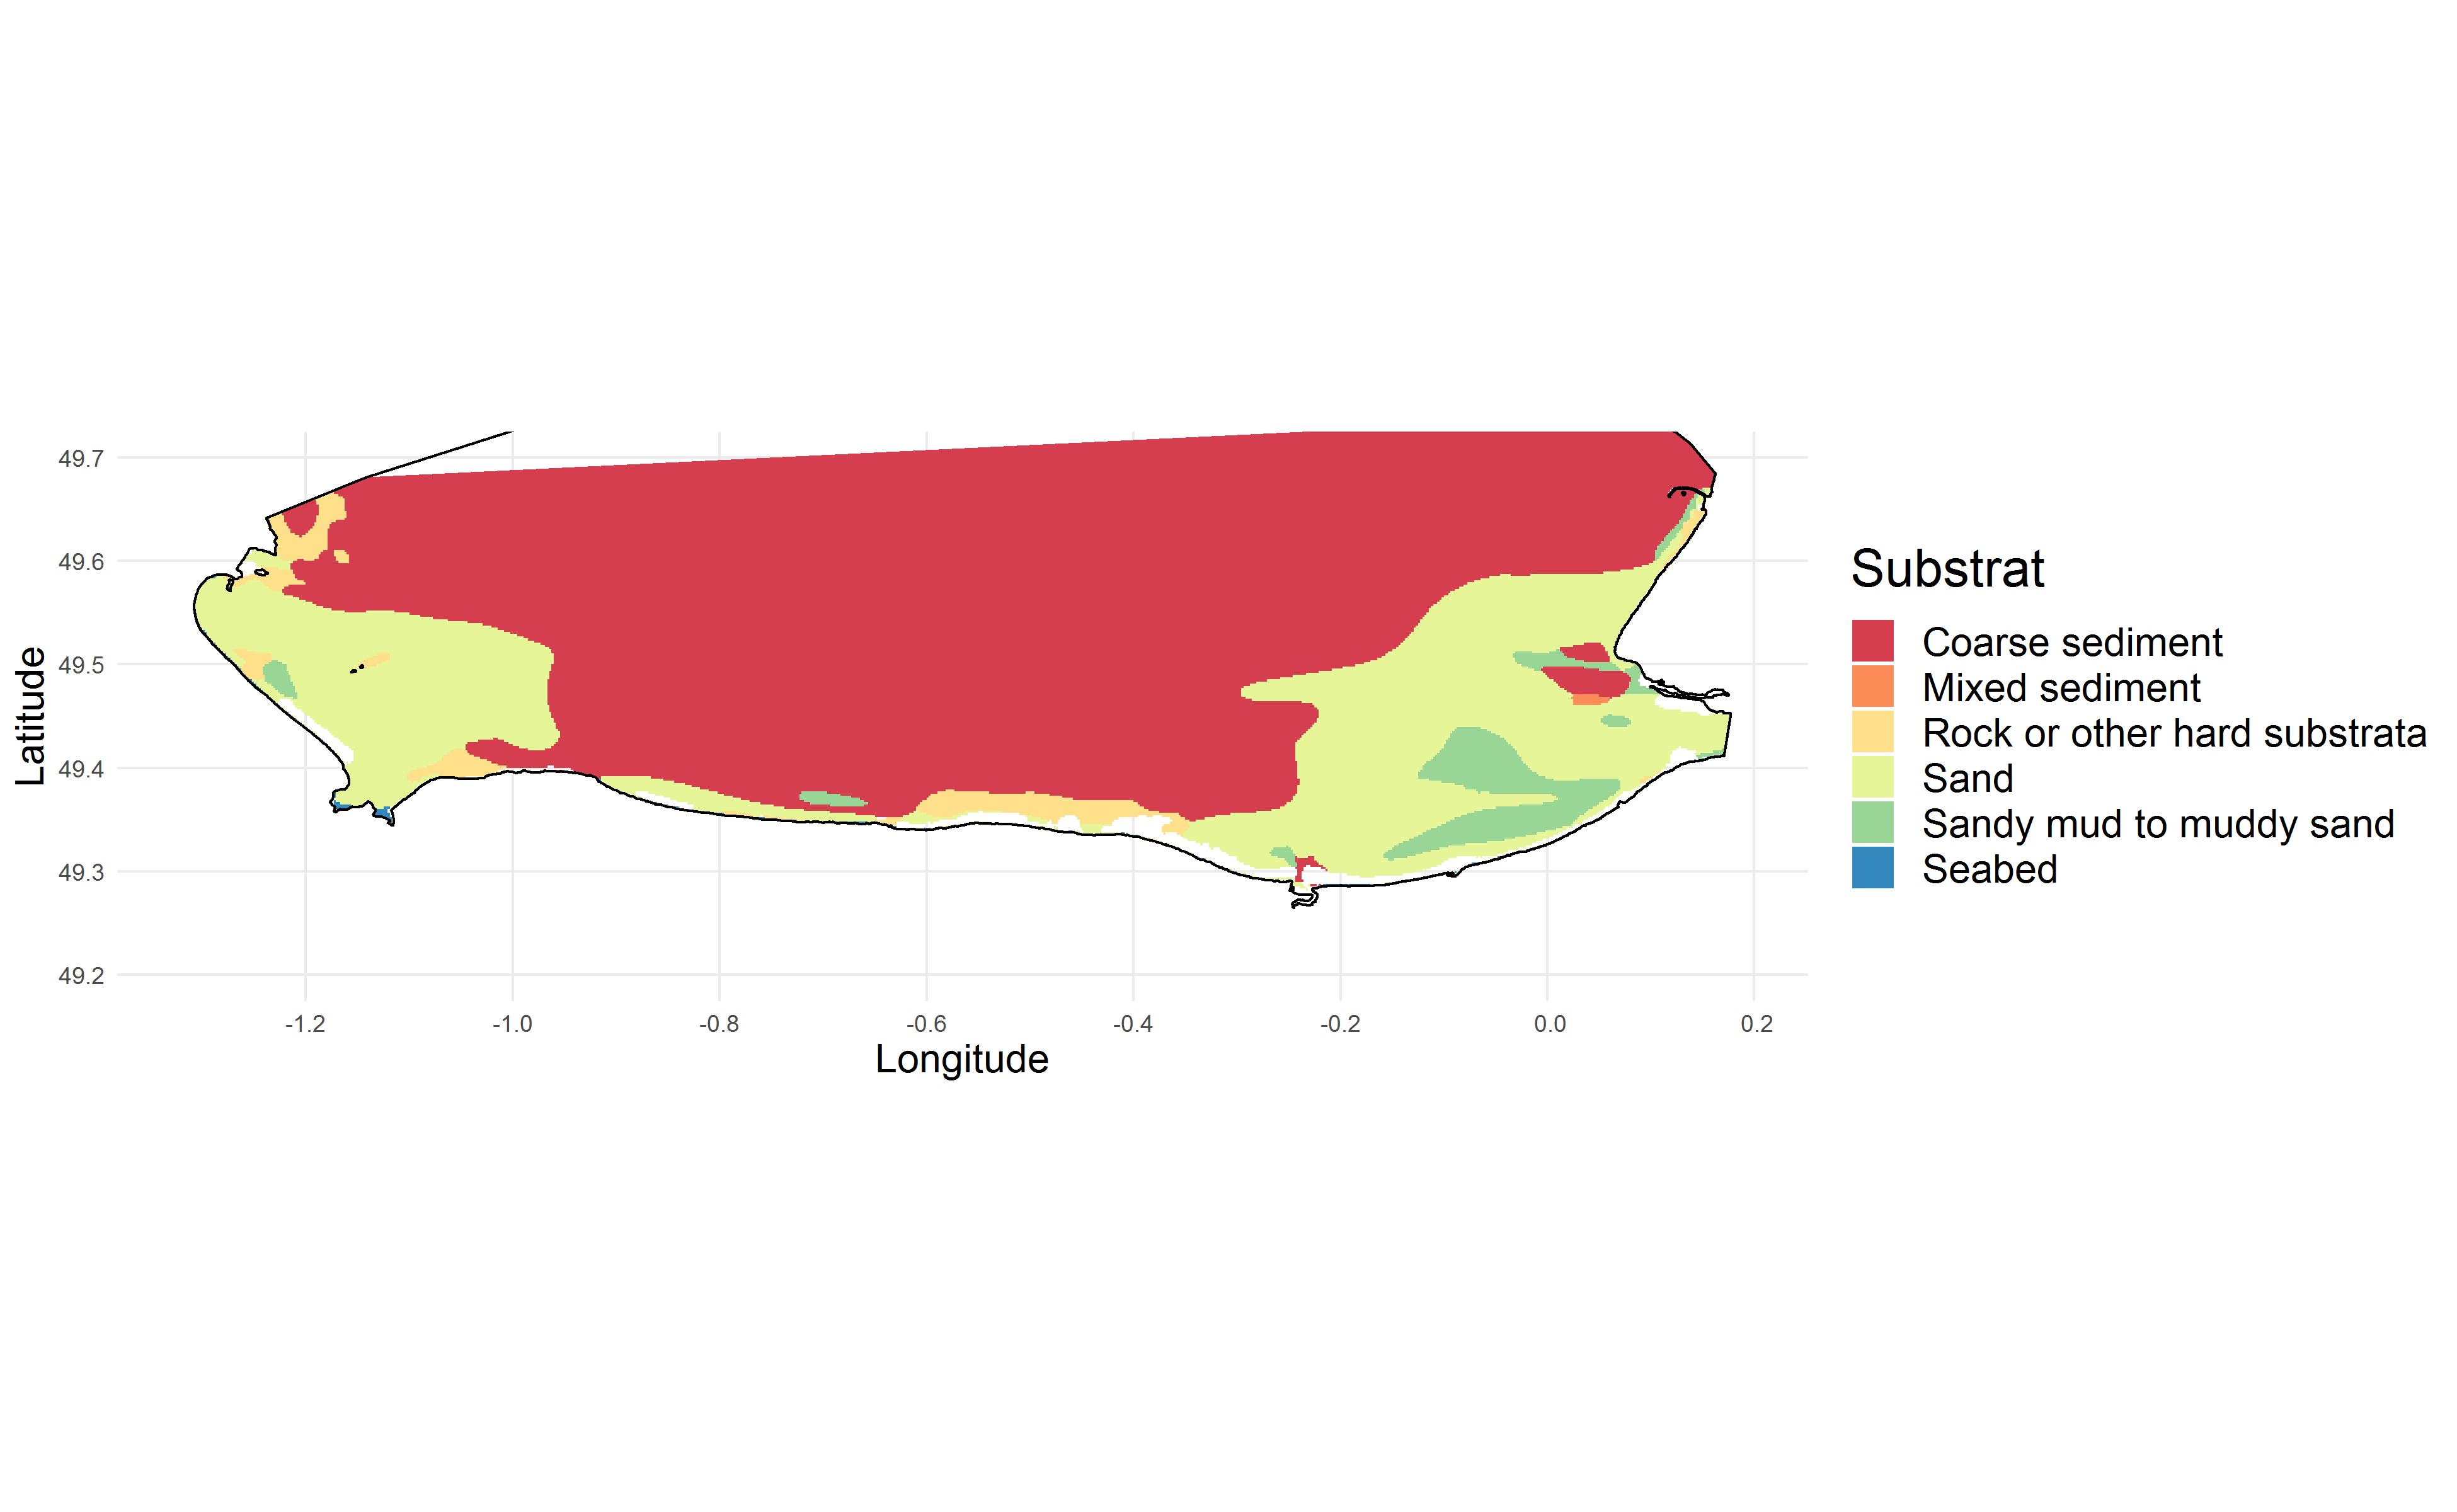 49.7
49.6
49.5
49.4
49.3
49.2
Latitude
-1.2
-1.0
-0.8
-0.6
-0.4
-0.2
0.0
0.2
Longitude
Substrat
Coarse sediment
Mixed sediment
Rock or other hard substrata
Sand
Sandy mud to muddy sand
Seabed